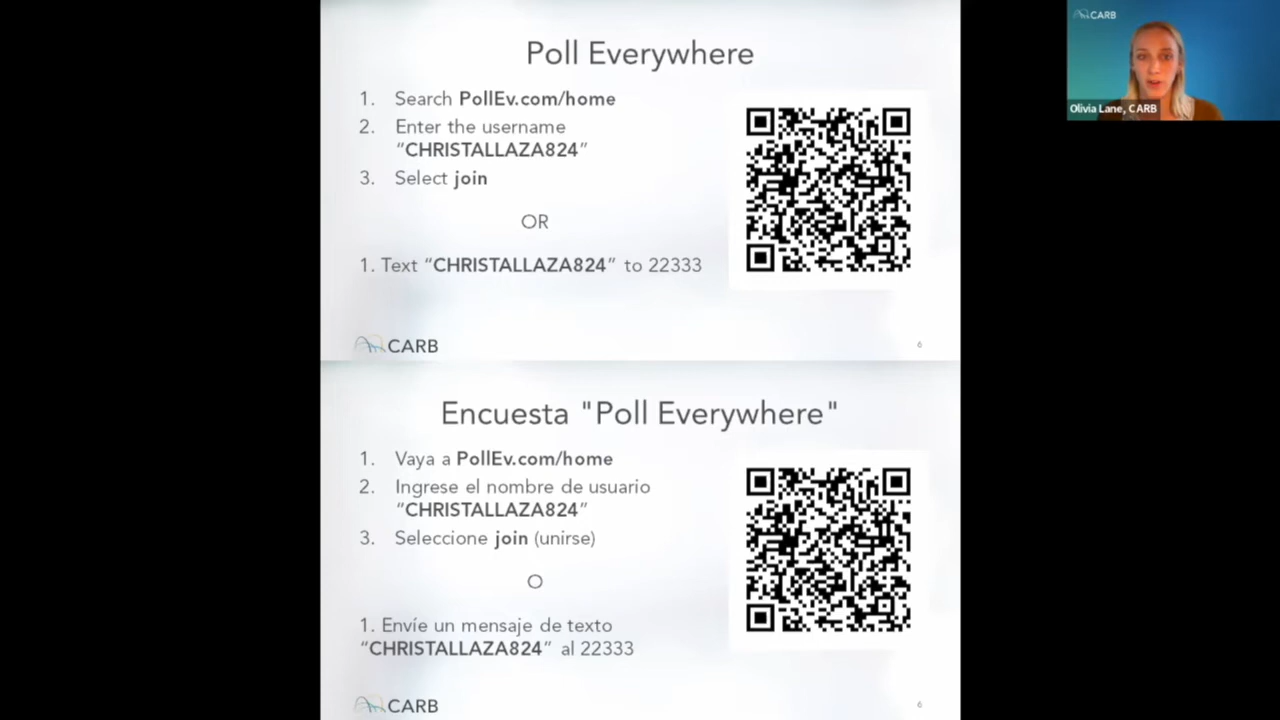 Poll Everywhere
1. Search PollEv.com/home
2. Enter the username
“CHRISTALLAZA824”
3. Select join
OR
1. Text “CHRISTALLAZA824” to 22333
CARB
6
Encuesta "Poll Everywhere"
1. Vaya a PollEv.com/home
2. Ingrese el nombre de usuario
“CHRISTALLAZA824”
3. Seleccione join (unirse)
O
1. Envíe un mensaje de texto
“CHRISTALLAZA824” al 22333
CARB
6
CARB
Olivia Lane, CARB